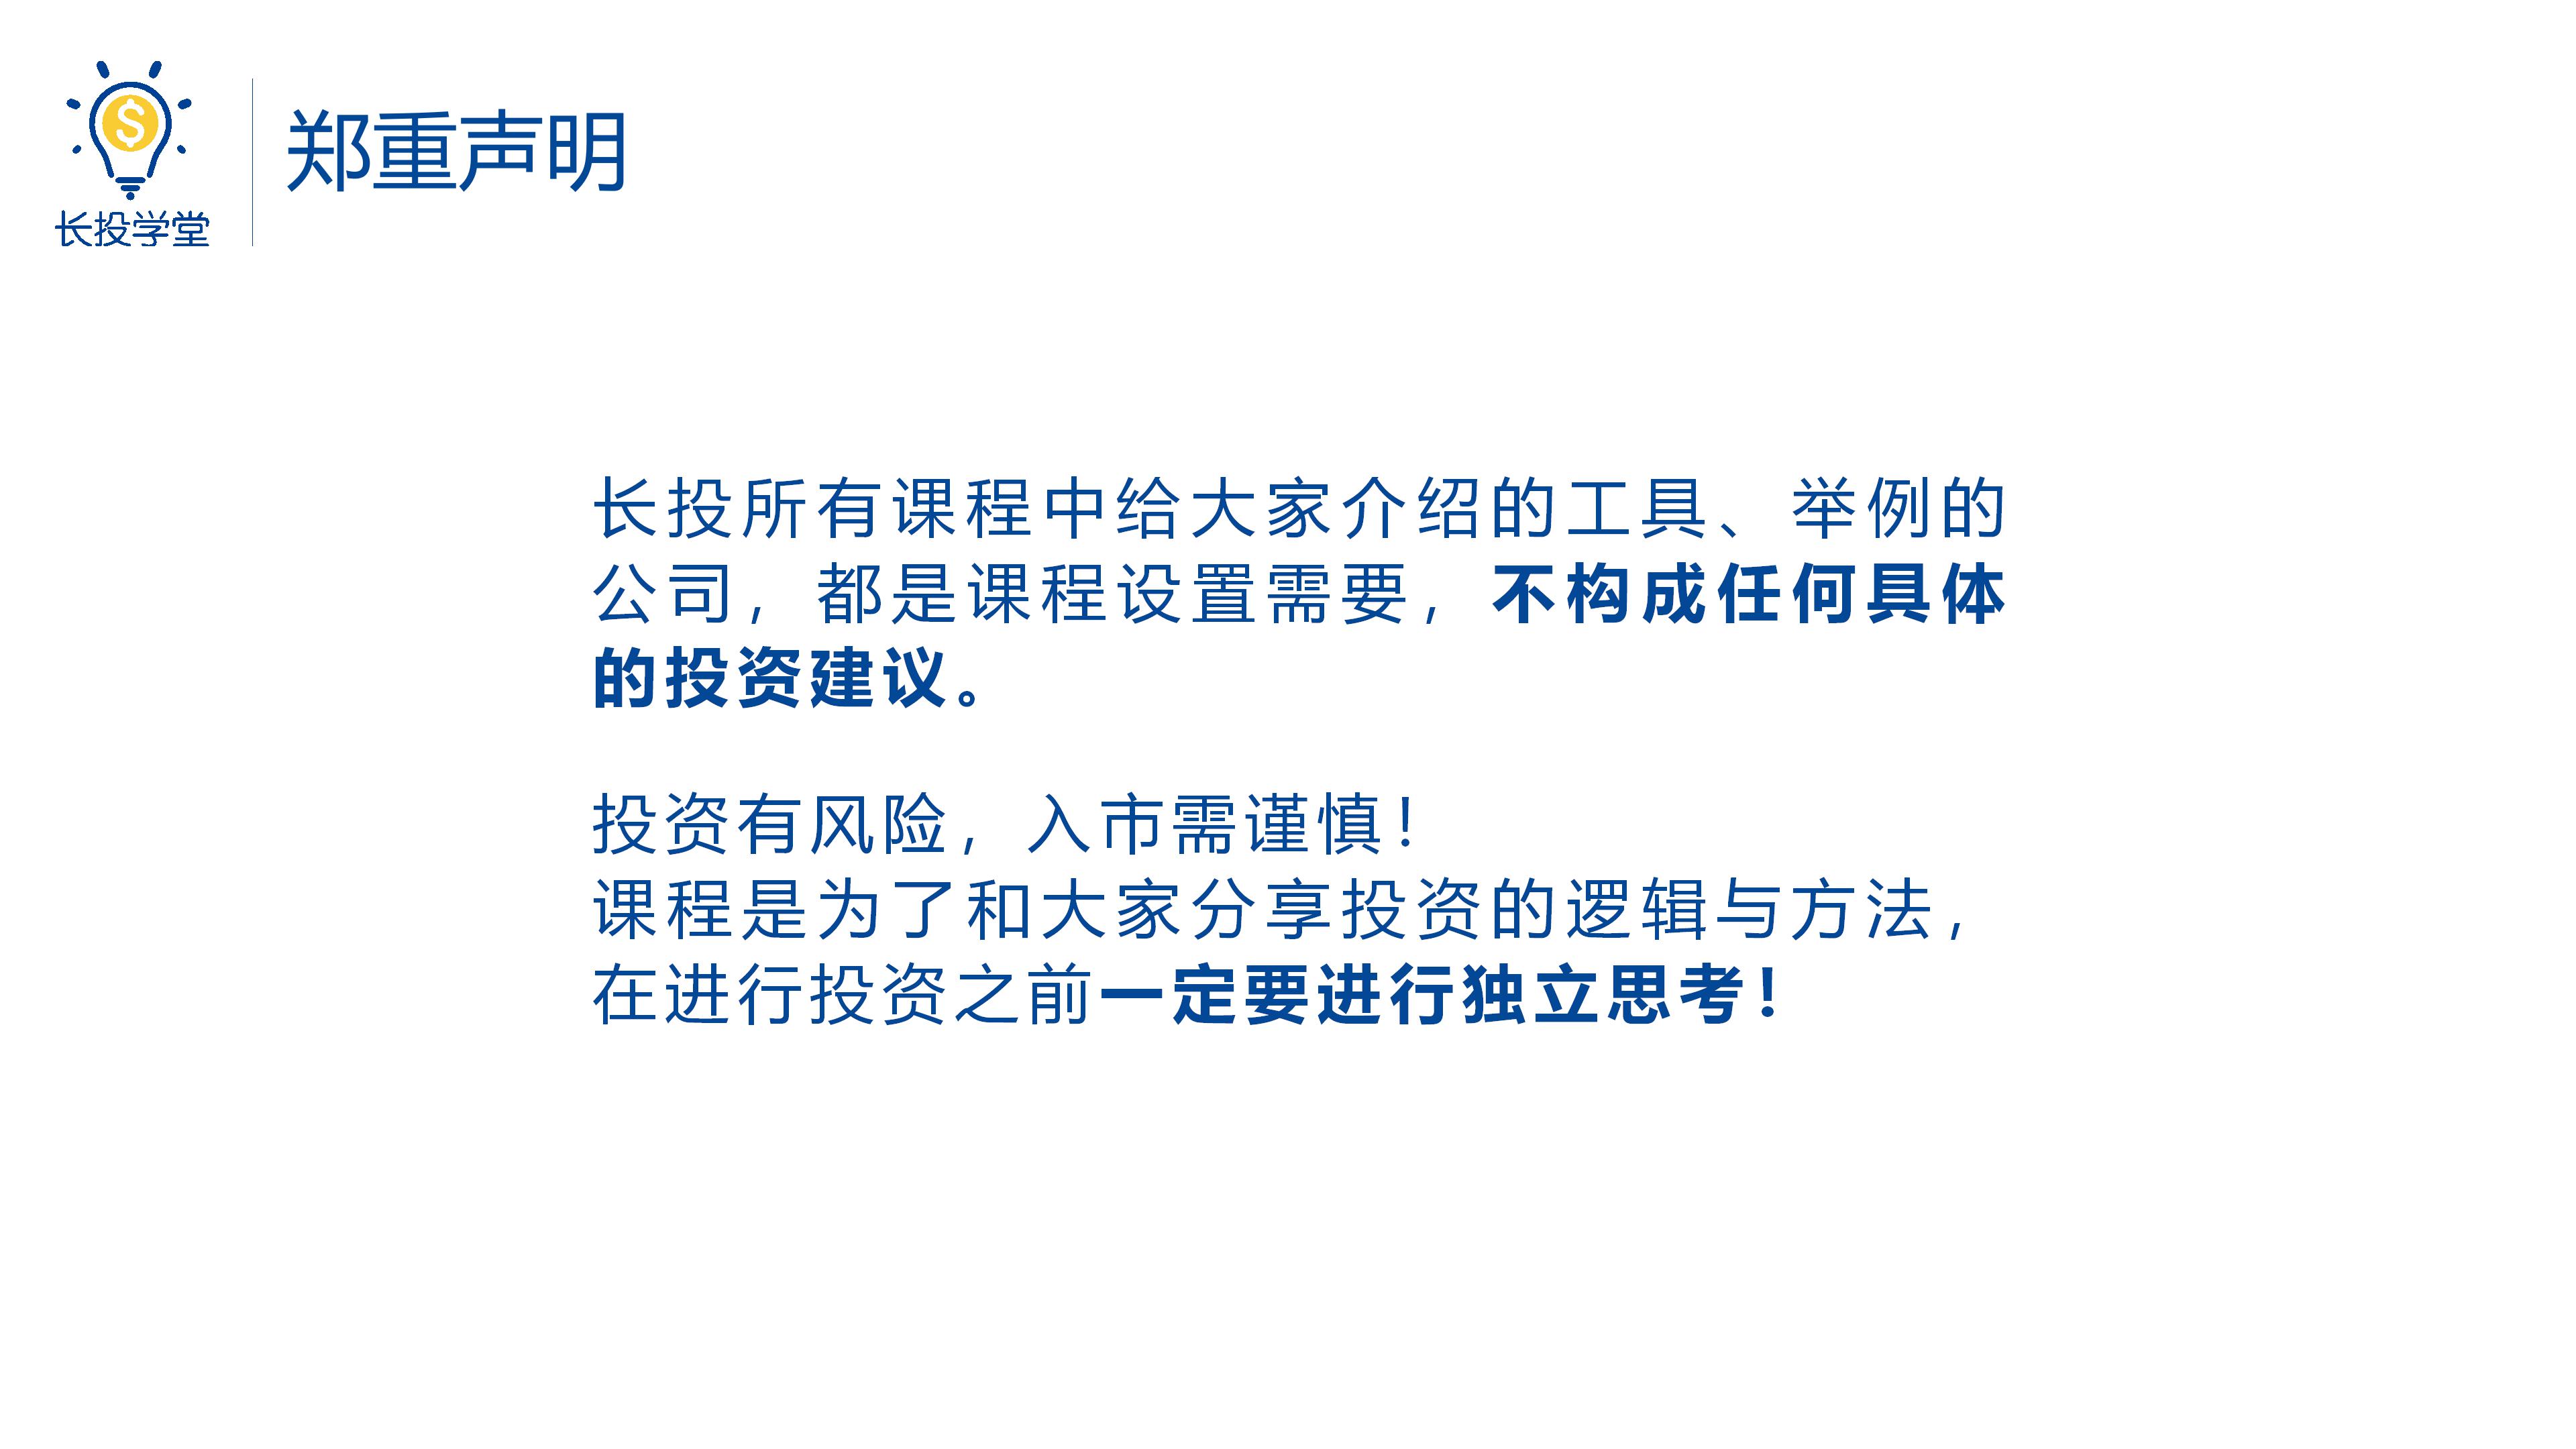 长投学堂
郑重声明
长投所有课程中给大家介绍的工具、举例的
公司，都是课程设置需要，不构成任何具体
的投资建议。
投资有风险，入市需谨慎！
课程是为了和大家分享投资的逻辑与方法，
在进行投资之前一定要进行独立思考！